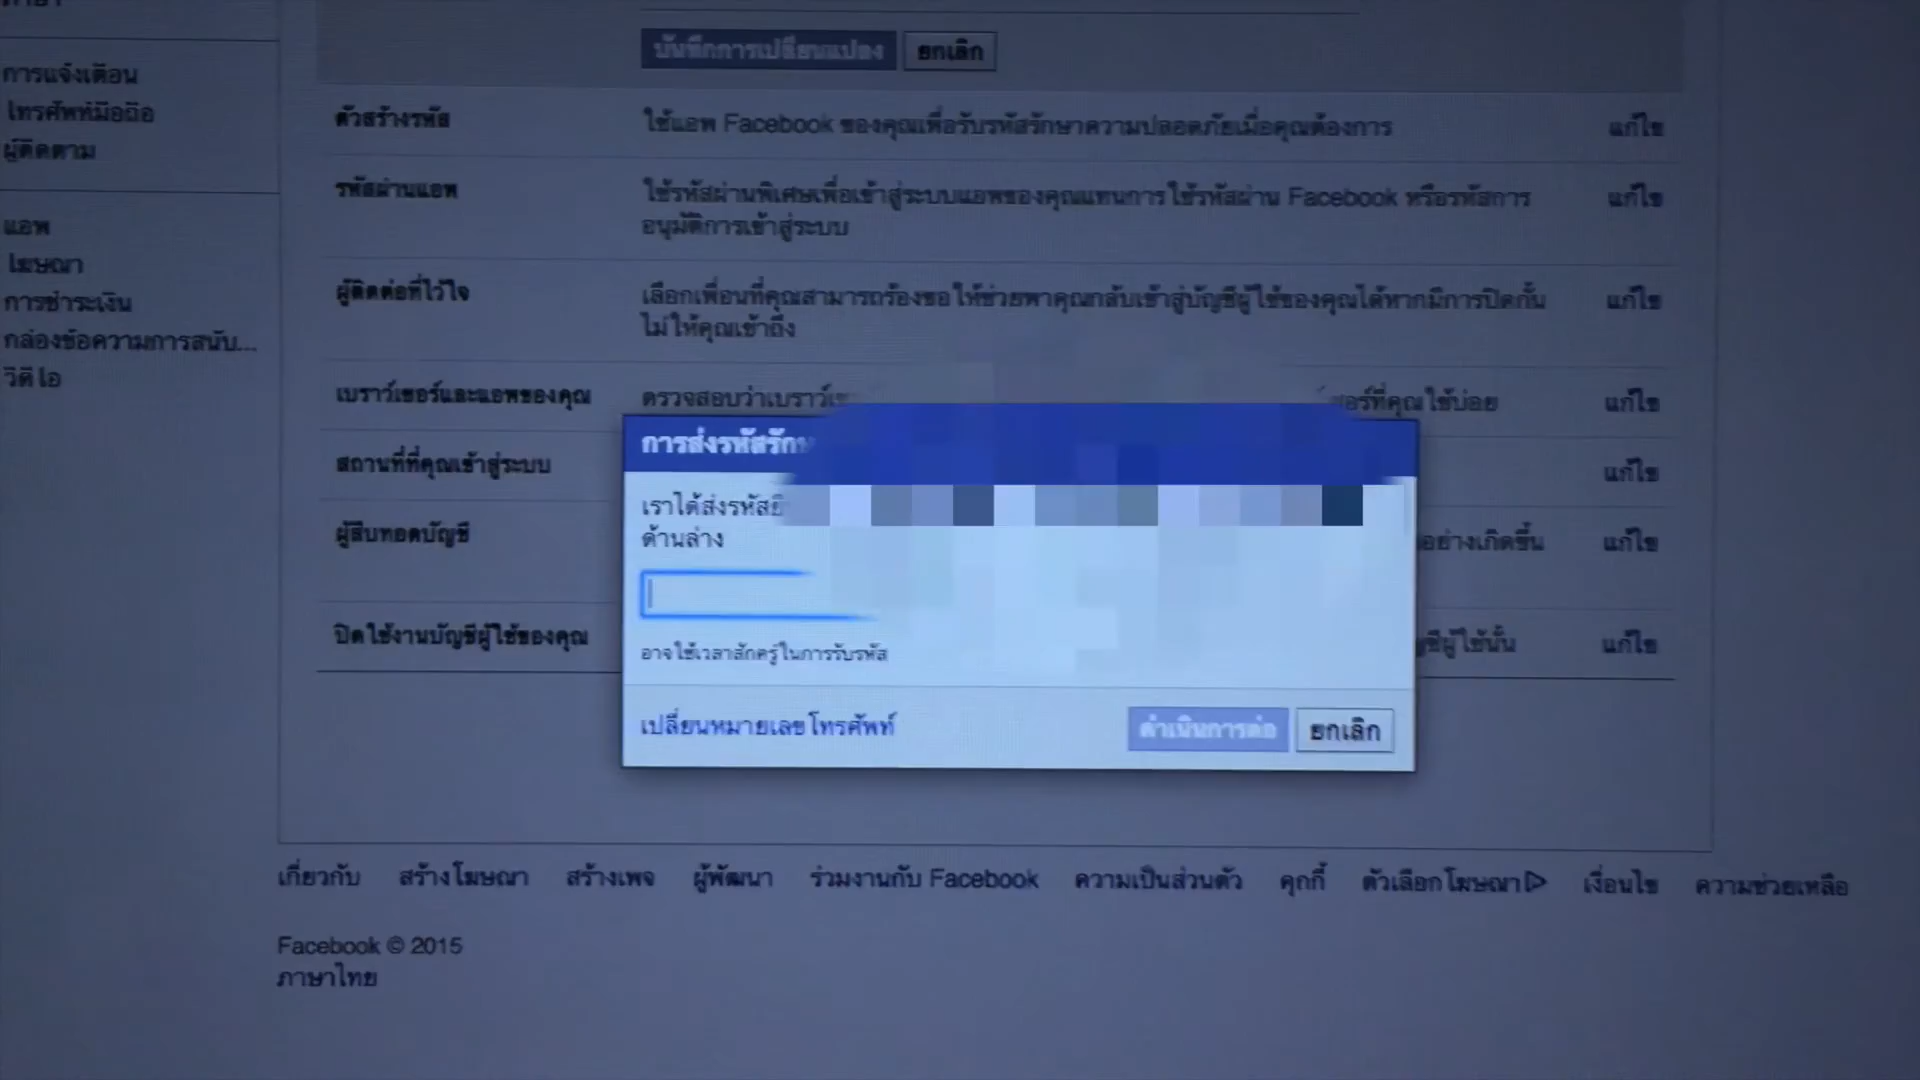 บันทึกการเปลี่ยนแปลง ยกเลิก
การแจ้งเตือน
โทรศัพท์มือถือ
ผู้ติดตาม
แอพ
โฆษณา
การชำระเงิน
กล่องข้อความการสนับ...
วิดีโอ
ตัวสร้างรหัส ใช้แอพ Facebook ของคุณเพื่อรับรหัสรักษาความปลอดภัยเมื่อคุณต้องการ แก้ไข
รหัสผ่านแอพ ใช้รหัสผ่านพิเศษเพื่อเข้าสู่ระบบแอพของคุณแทนการใช้รหัสผ่าน Facebook หรือรหัสการ แก้ไข
อนุมัติการเข้าสู่ระบบ
ผู้ติดต่อที่ไว้ใจ เลือกเพื่อนที่คุณสามารถร้องขอให้ช่วยพาคุณกลับเข้าสู่บัญชีผู้ใช้ของคุณได้หากมีการปิดกั้น แก้ไข
ไม่ให้คุณเข้าถึง
เบราว์เซอร์และแอพของคุณ ตรวจสอบว่าเบราว์เซ ที่คุณใช้บ่อย แก้ไข
สถานที่ที่คุณเข้าสู่ระบบ แก้ไข
ผู้สืบทอดบัญชี อย่างเกิดขึ้น แก้ไข
ปิดใช้งานบัญชีผู้ใช้ของคุณ ผู้ใช้นั้น แก้ไข
การส่งรหัสรัก
เราได้ส่งรหัส
ด้านล่าง
อาจใช้เวลาสักครู่ในการรับรหัส
เปลี่ยนหมายเลขโทรศัพท์ ดำเนินการต่อ ยกเลิก
เกี่ยวกับ สร้างโฆษณา สร้างเพจ ผู้พัฒนา ร่วมงานกับ Facebook ความเป็นส่วนตัว คุกกี้ ตัวเลือกโฆษณา เงื่อนไข ความช่วยเหลือ
Facebook © 2015
ภาษาไทย